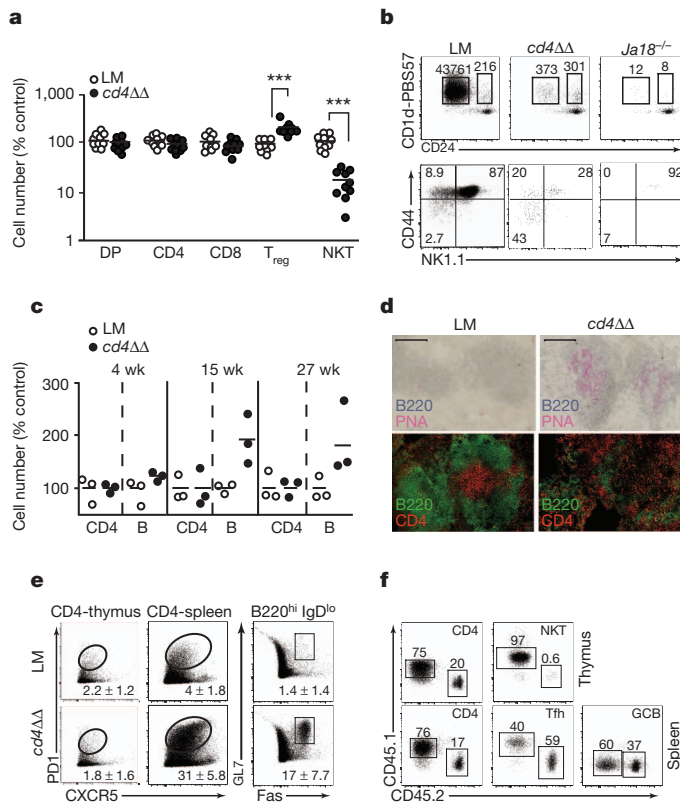 a
LM
cd4ΔΔ
Cell number (% control)
1,000
100
10
1
***
***
DP CD4 CD8 Treg NKT
b
LM cd4ΔΔ Ja18–/–
43761 216 373 301 12 8
CD1d-PBS57
CD24
8.9 87 20 28 0 92
2.7 43 7
CD44
NK1.1
c
LM
cd4ΔΔ
4 wk 15 wk 27 wk
Cell number (% control)
300
200
100
CD4 B CD4 B CD4 B
d
LM cd4ΔΔ
B220 B220
PNA PNA
B220 B220
CD4 CD4
e
CD4-thymus CD4-spleen B220hi IgDlo
LM
2.2 ± 1.2 4 ± 1.8 1.4 ± 1.4
cd4ΔΔ
1.8 ± 1.6 31 ± 5.8 17 ± 7.7
PD1
GL7
CXCR5 Fas
f
CD4 NKT
75 20 97 0.6
Thymus
CD4 Tfh GCB
76 17 40 59 60 37
Spleen
CD45.1
CD45.2